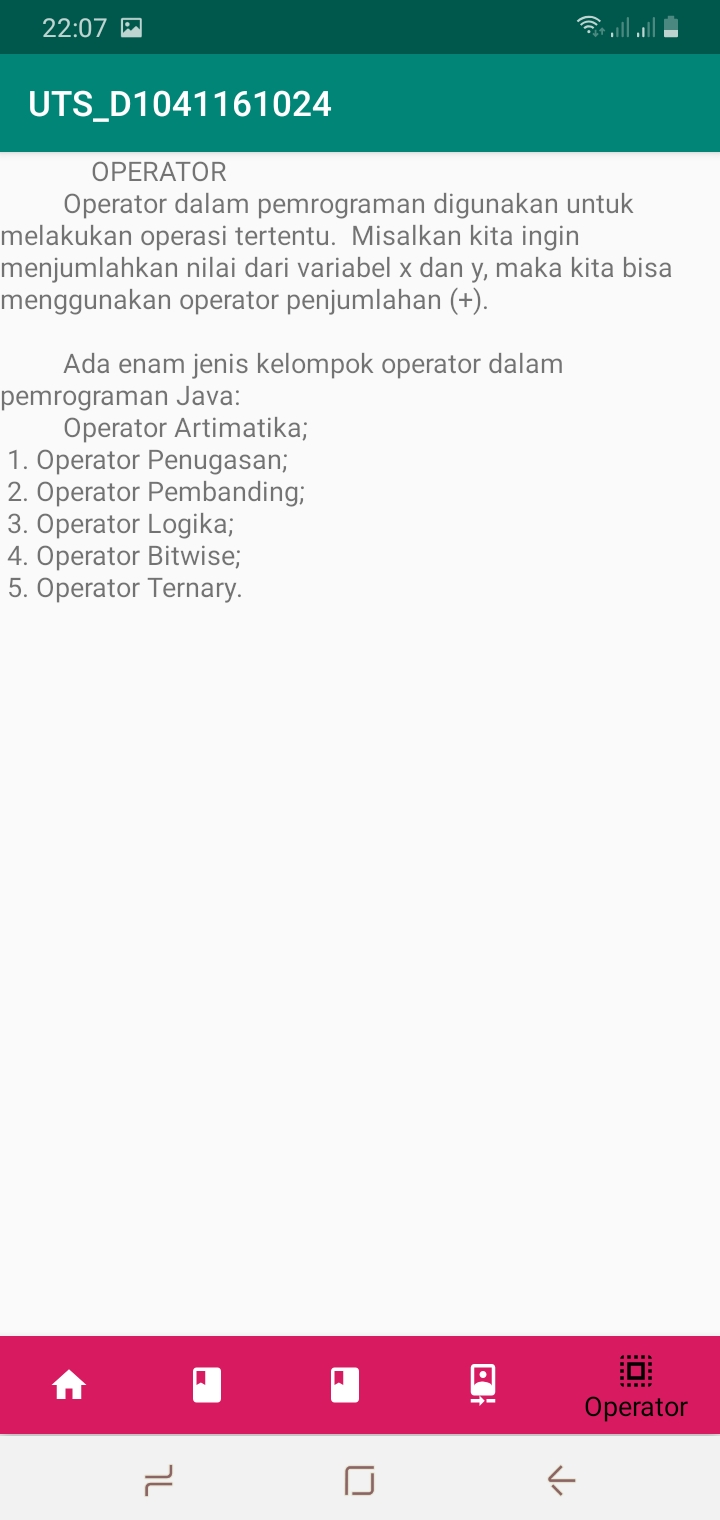 22:07
UTS_D1041161024
OPERATOR
Operator dalam pemrograman digunakan untuk
melakukan operasi tertentu.  Misalkan kita ingin
menjumlahkan nilai dari variabel x dan y, maka kita bisa
menggunakan operator penjumlahan (+).
Ada enam jenis kelompok operator dalam
pemrograman Java:
Operator Artimatika;
1. Operator Penugasan;
2. Operator Pembanding;
3. Operator Logika;
4. Operator Bitwise;
5. Operator Ternary.
Operator